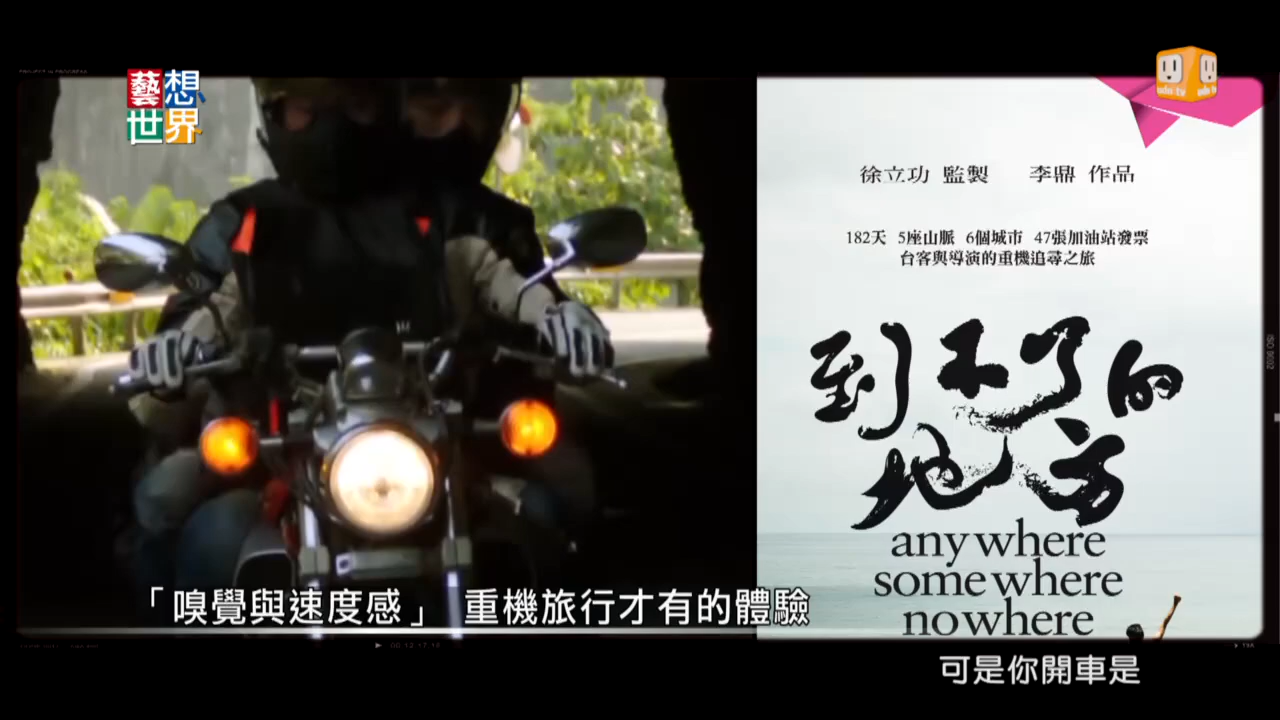 藝想
世界
udn tv
徐立功 監製 李鼎 作品
182天 5座山脈 6個城市 47張加油站發票
台客與導演的重機追尋之旅
到不了的
地方
any where
some where
no where
「嗅覺與速度感」 重機旅行才有的體驗
可是你開車是